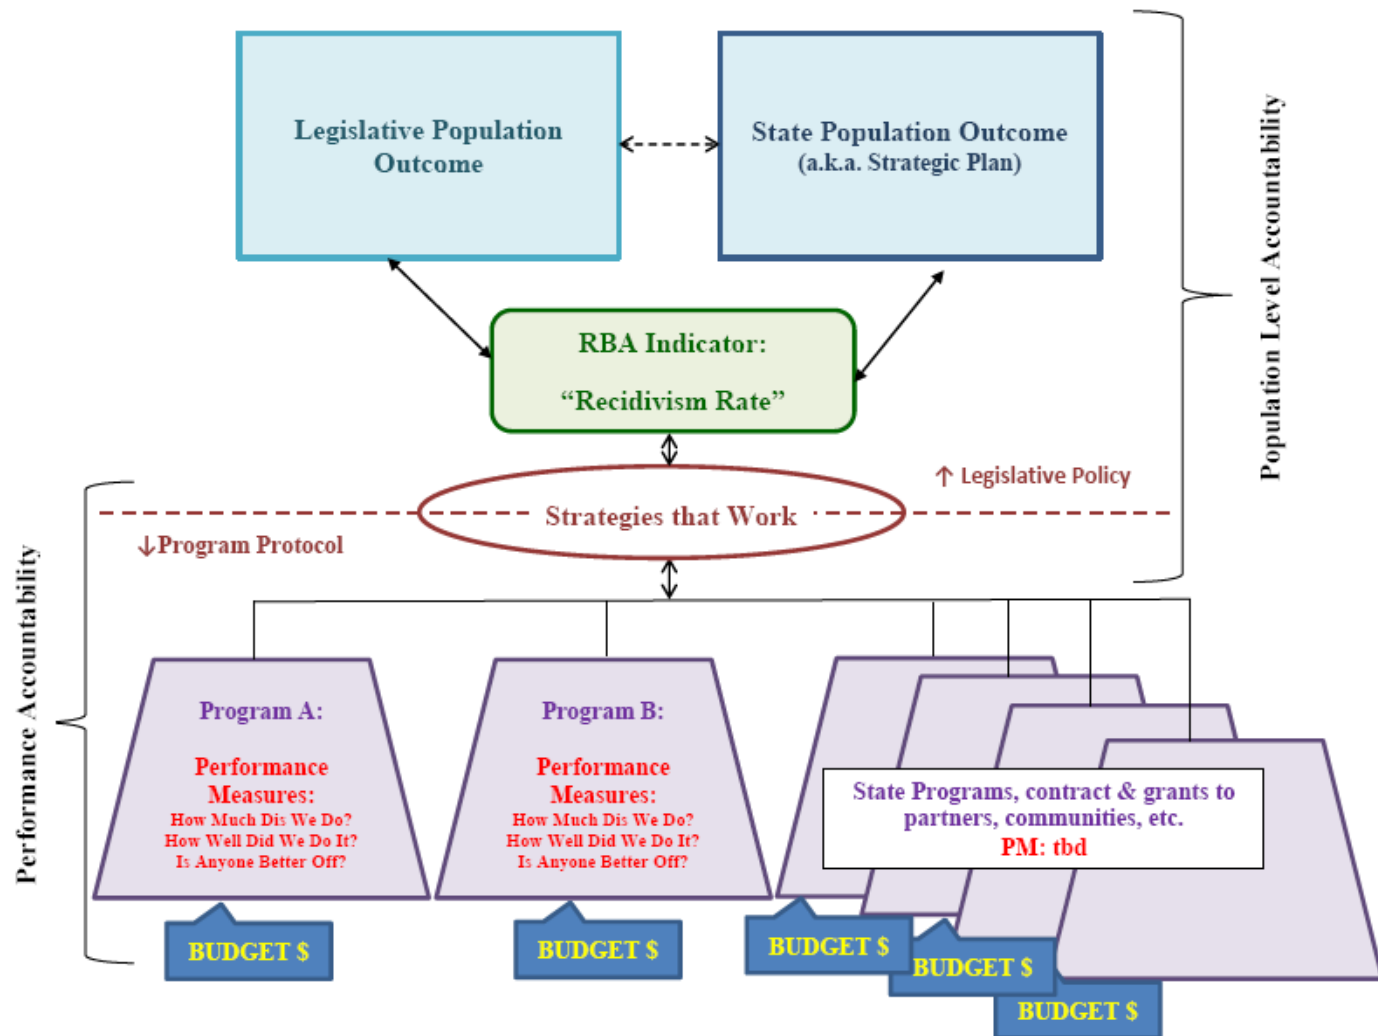 Legislative Population
Outcome
State Population Outcome
(a.k.a. Strategic Plan)
Population Level Accountability
RBA Indicator:
“Recidivism Rate”
↑ Legislative Policy
Strategies that Work
↓Program Protocol
Performance Accountability
Program A:
Performance
Measures:
How Much Dis We Do?
How Well Did We Do It?
Is Anyone Better Off?
Program B:
Performance
Measures:
How Much Dis We Do?
How Well Did We Do It?
Is Anyone Better Off?
State Programs, contract & grants to
partners, communities, etc.
PM: tbd
BUDGET $
BUDGET $
BUDGET $
BUDGET $
BUDGET $